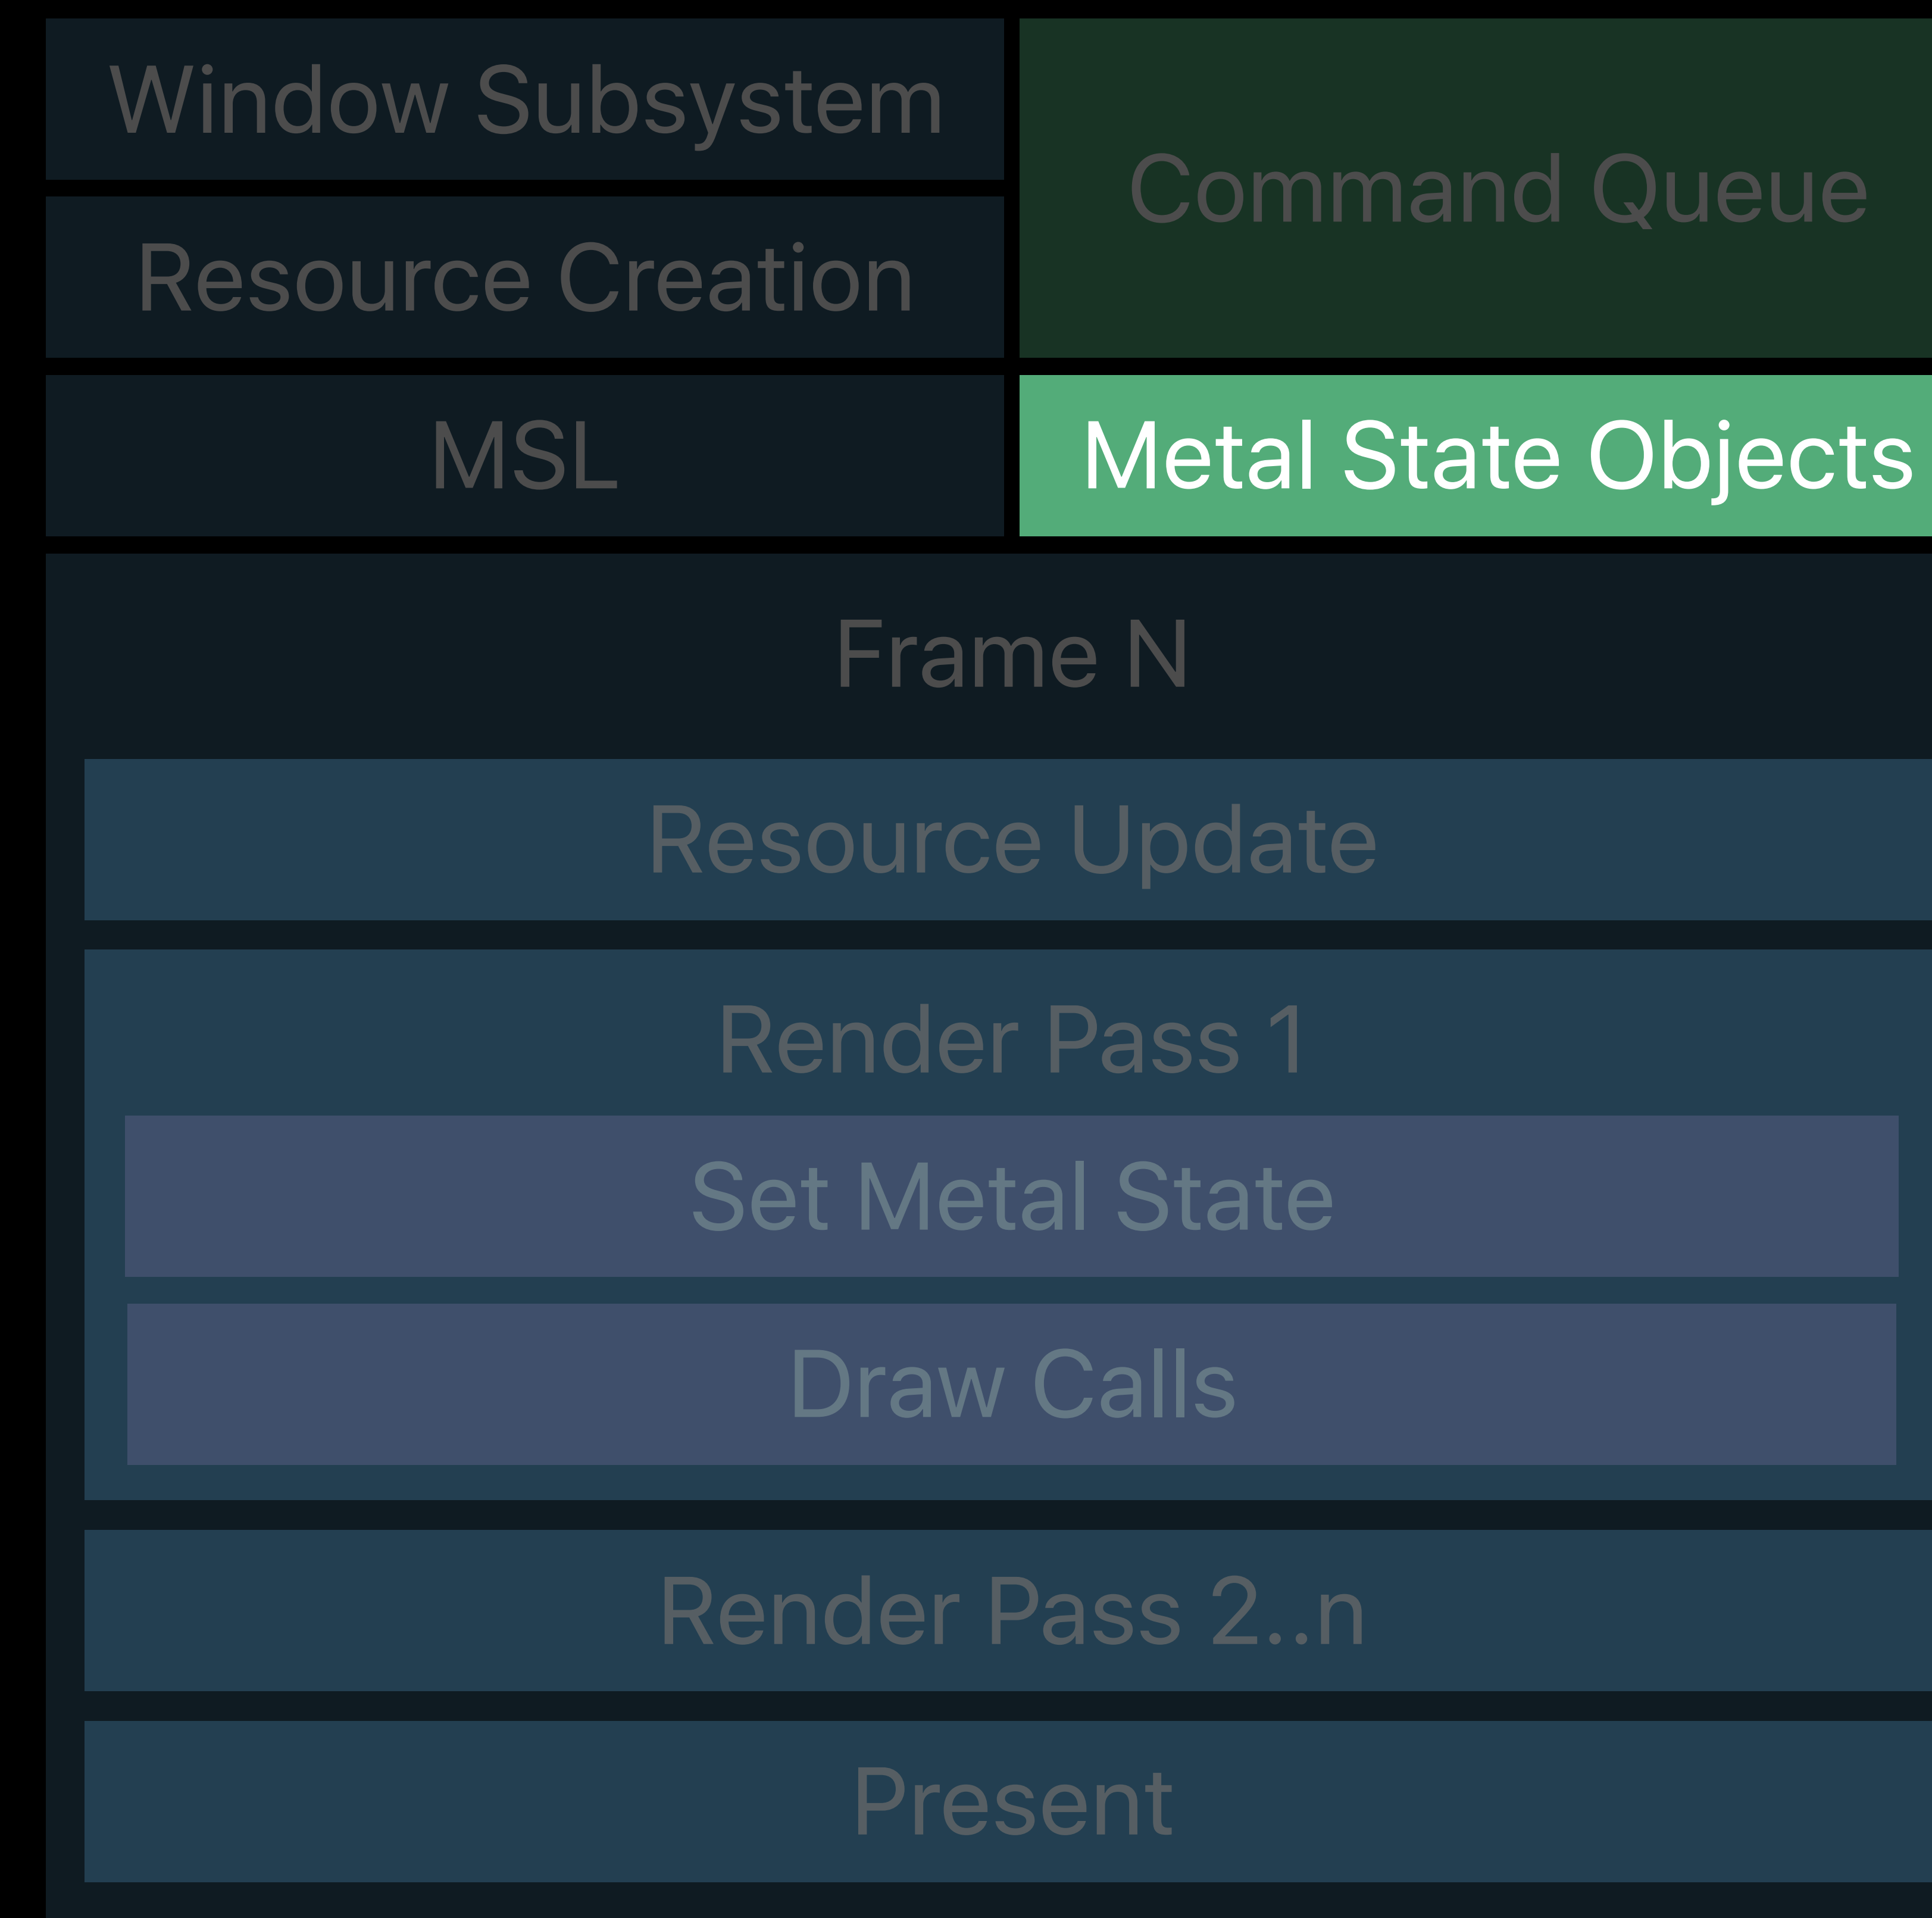 Window Subsystem
Command Queue
Resource Creation
MSL
Metal State Objects
Frame N
Resource Update
Render Pass 1
Set Metal State
Draw Calls
Render Pass 2..n
Present